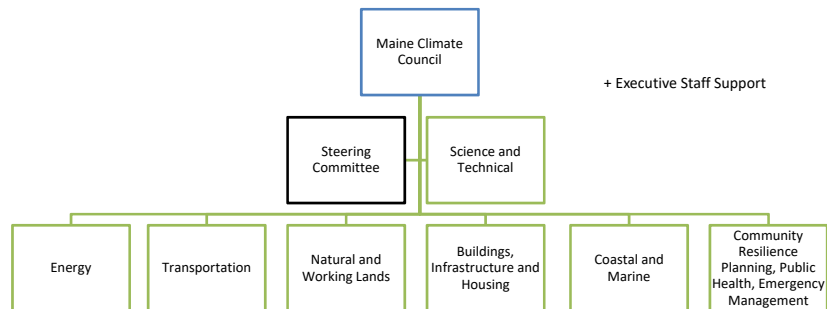 Maine Climate
Council
+ Executive Staff Support
Steering
Committee
Science and
Technical
Energy
Transportation
Natural and
Working Lands
Buildings,
Infrastructure and
Housing
Coastal and
Marine
Community
Resilience
Planning, Public
Health, Emergency
Management